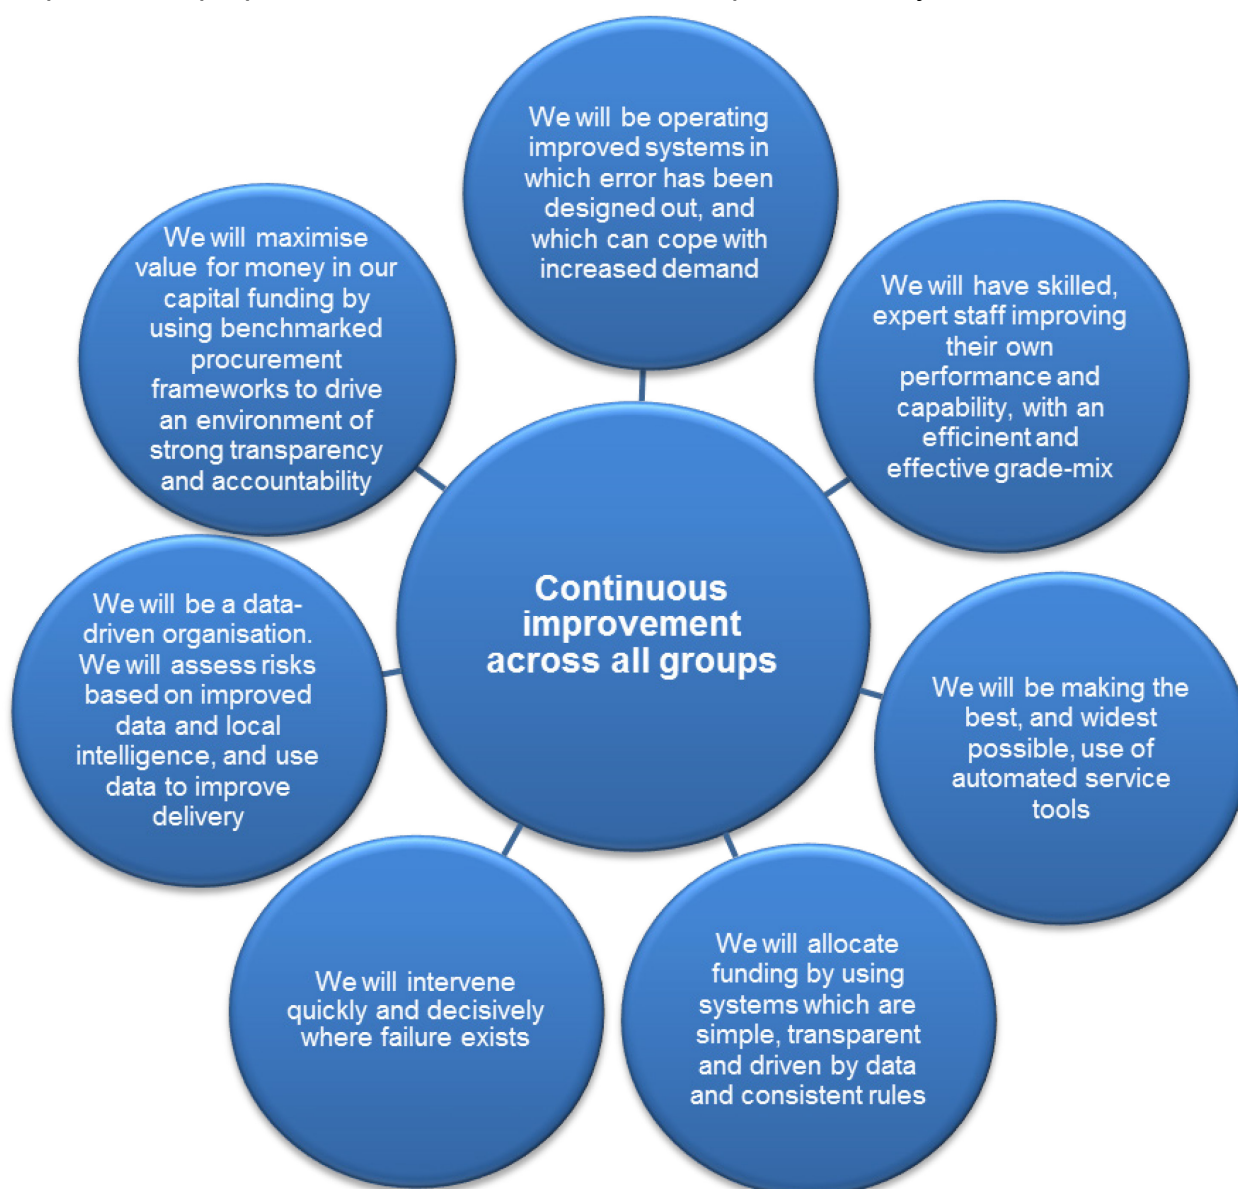 We will be operating
improved systems in
which error has been
designed out, and
which can cope with
increased demand
We will have skilled,
expert staff improving
their own
performance and
capability, with an
efficinent and
effective grade-mix
We will be making the
best, and widest
possible, use of
automated service
tools
We will allocate
funding by using
systems which are
simple, transparent
and driven by data
and consistent rules
We will intervene
quickly and decisively
where failure exists
We will be a data-
driven organisation.
We will assess risks
based on improved
data and local
intelligence, and use
data to improve
delivery
We will maximise
value for money in our
capital funding by
using benchmarked
procurement
frameworks to drive
an environment of
strong transparency
and accountability
Continuous
improvement
across all groups